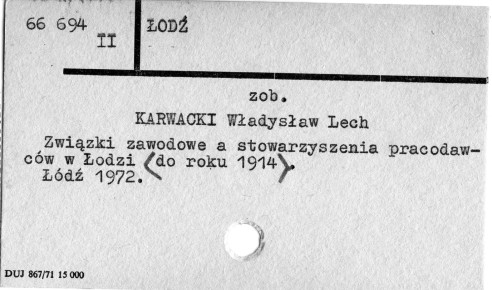 66 694
II
ŁODŹ
zob.
KARWACKI Władysław Lech
Związki zawodowe a stowarzyszenia pracodaw-
ców w Łodzi <do roku 1914>.
Łódź 1972.
DUJ 867/71 15 000